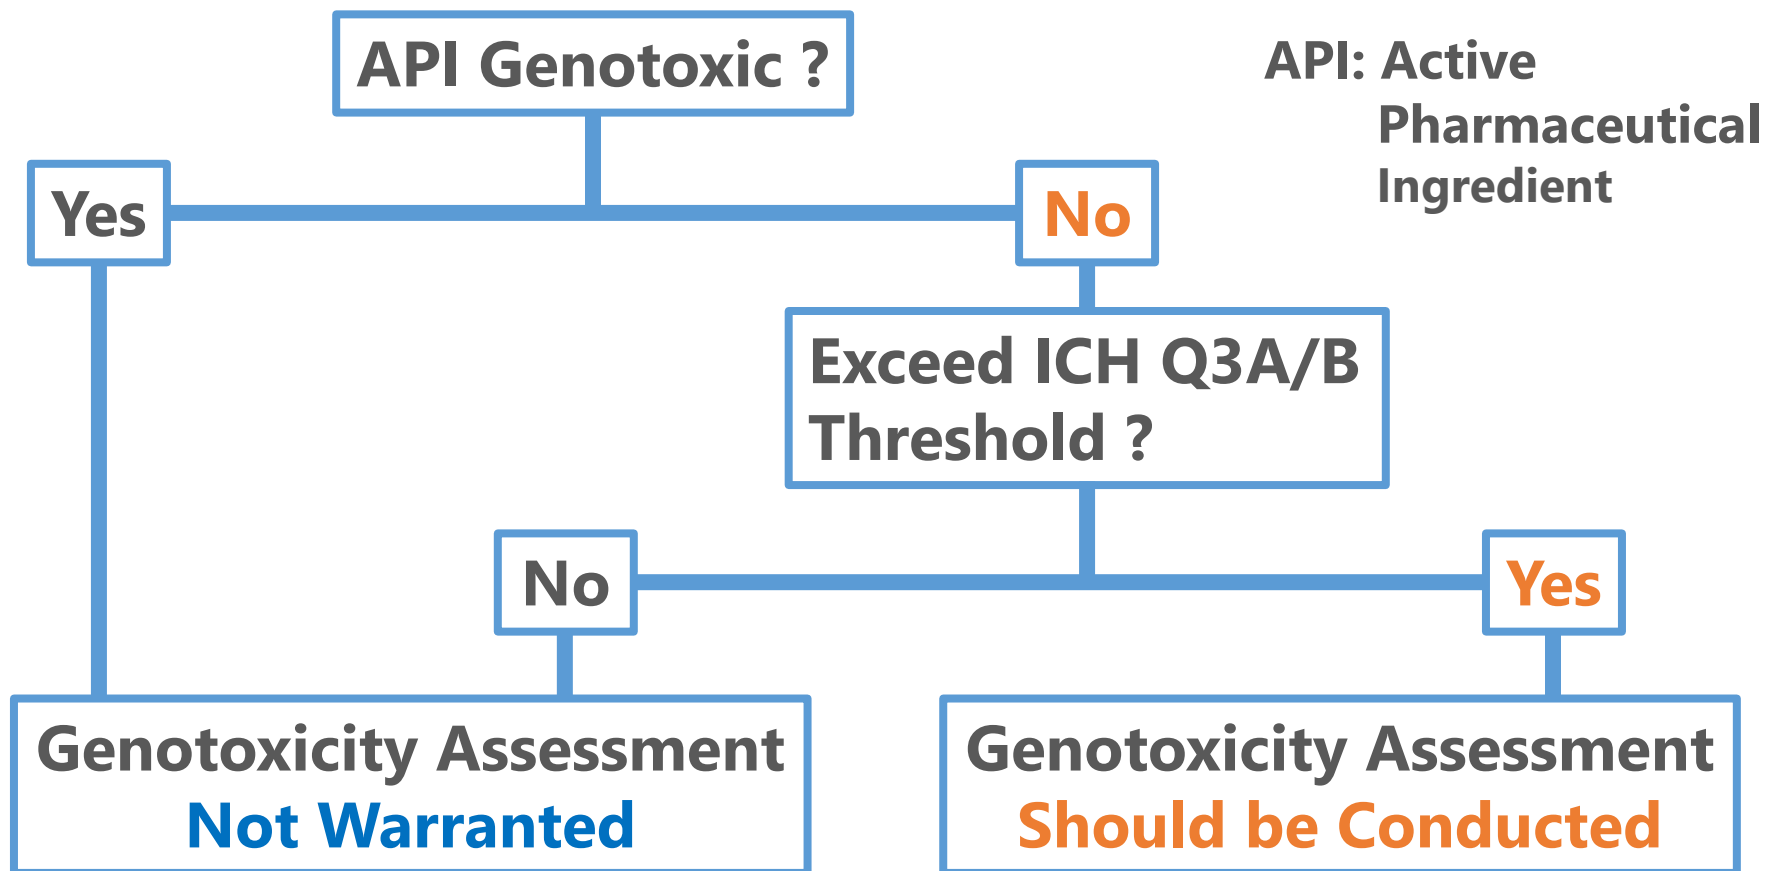 API Genotoxic ?
API: Active
Pharmaceutical
Ingredient
Yes
No
Exceed ICH Q3A/B
Threshold ?
No
Yes
Genotoxicity Assessment
Not Warranted
Genotoxicity Assessment
Should be Conducted